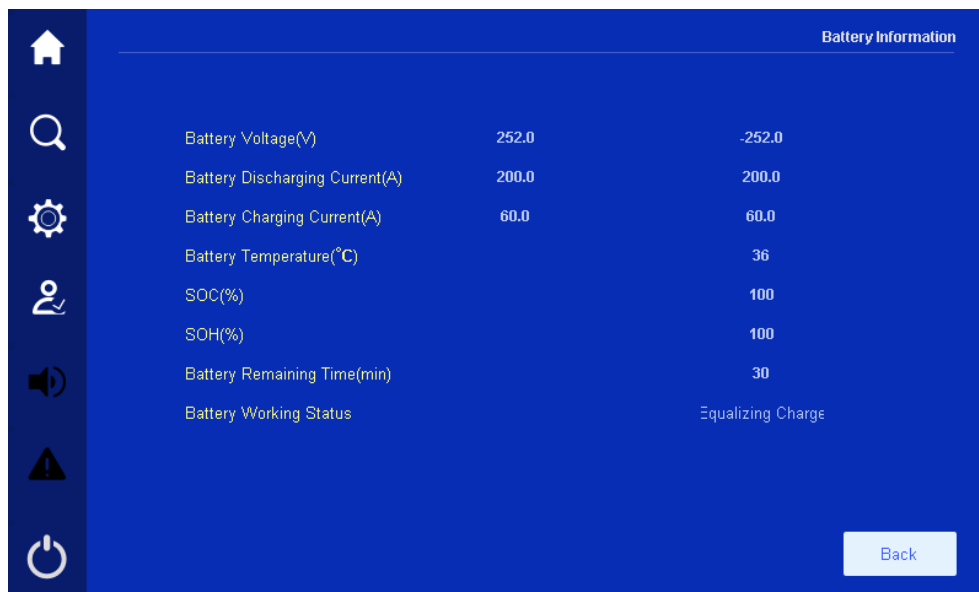 Battery Information
Battery Voltage(V) 252.0 -252.0
Battery Discharging Current(A) 200.0 200.0
Battery Charging Current(A) 60.0 60.0
Battery Temperature(°C) 36
SOC(%) 100
SOH(%) 100
Battery Remaining Time(min) 30
Battery Working Status Equalizing Charge
Back